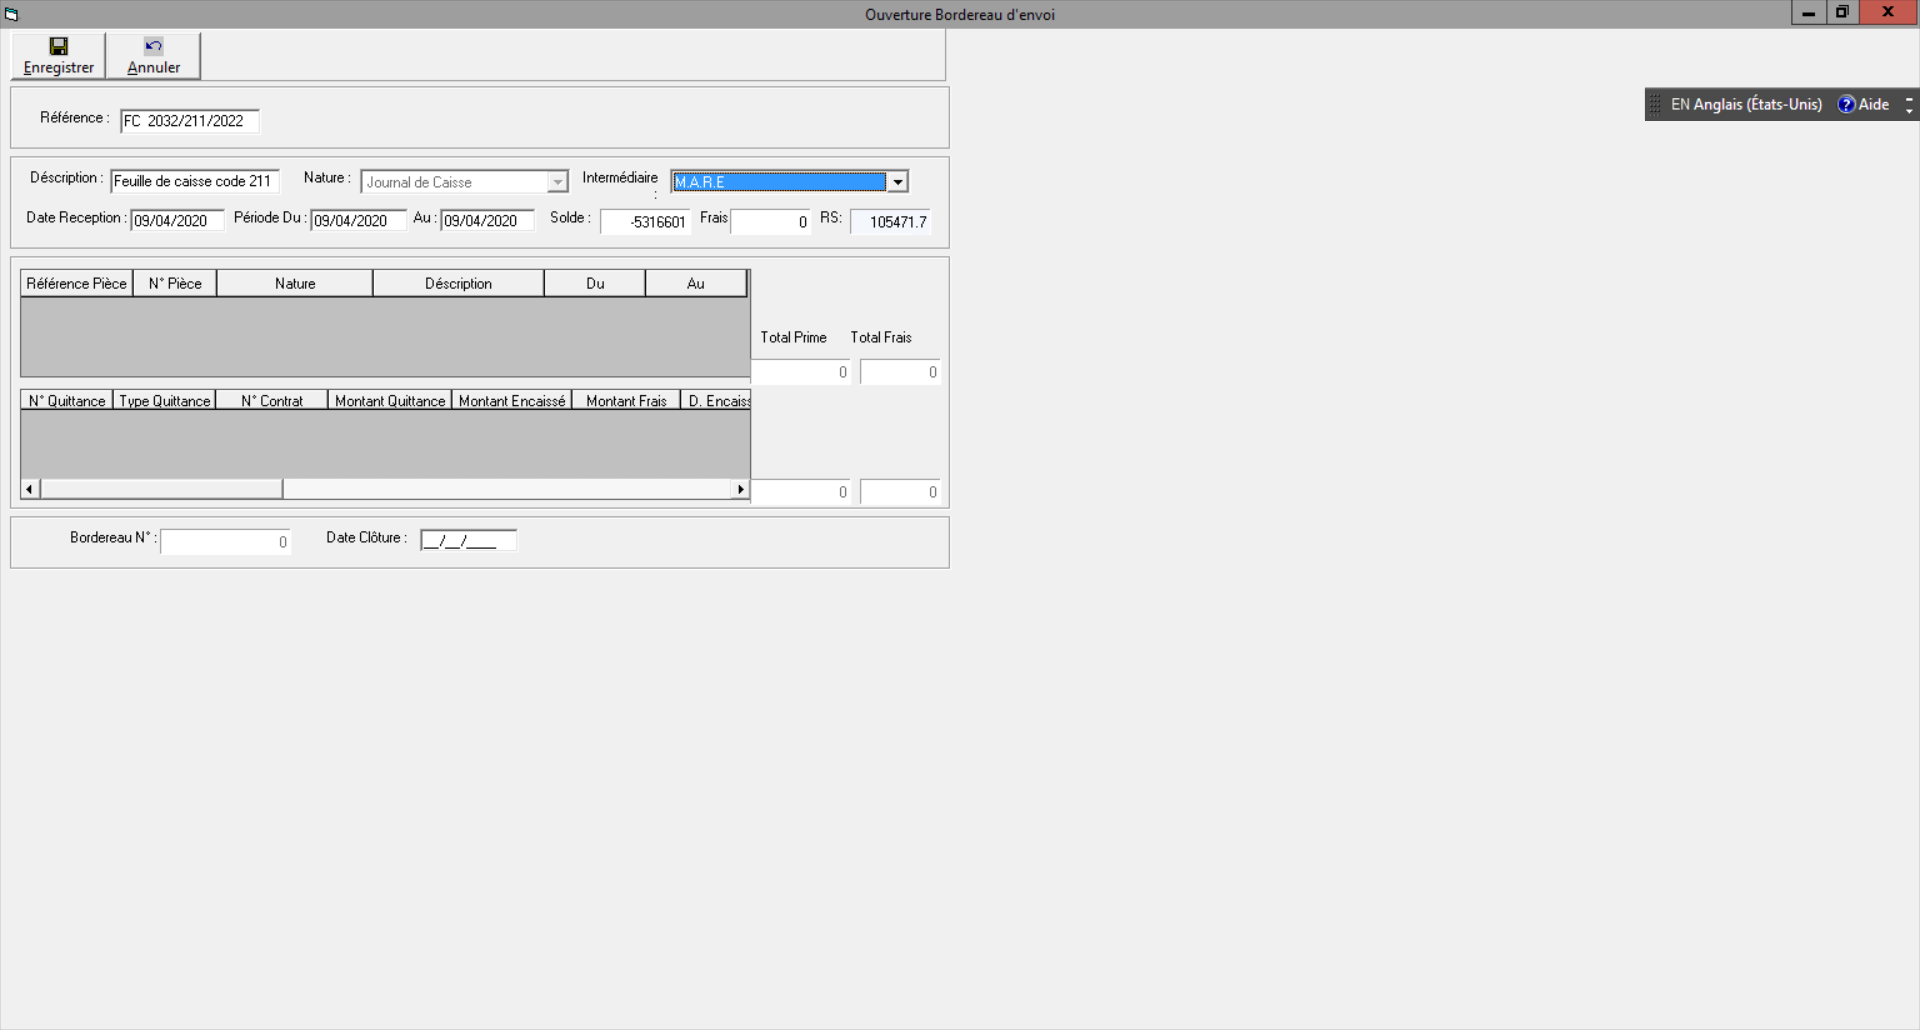 Ouverture Bordereau d'envoi
Enregistrer Annuler
EN Anglais (États-Unis) ? Aide
Référence : FC 2032/211/2022
Déscription : Feuille de caisse code 211 Nature : Journal de Caisse Intermédiaire : M.A.R.E
Date Reception : 09/04/2020 Période Du : 09/04/2020 Au : 09/04/2020 Solde : -5316601 Frais 0 RS: 105471.7
Référence Pièce N° Pièce Nature Déscription Du Au
Total Prime Total Frais
0 0
N° Quittance Type Quittance N° Contrat Montant Quittance Montant Encaissé Montant Frais D. Encaiss
0 0
Bordereau N° : 0 Date Clôture : __/__/____